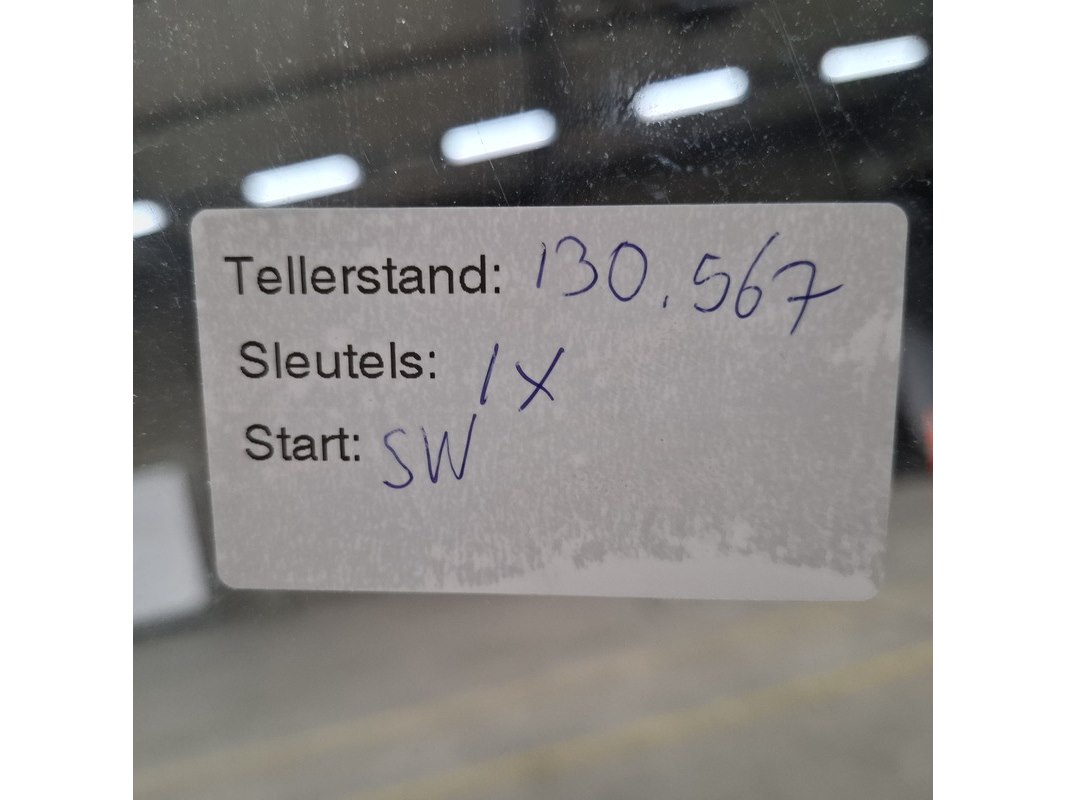 Tellerstand: 130.567
Sleutels: 1x
Start: SW